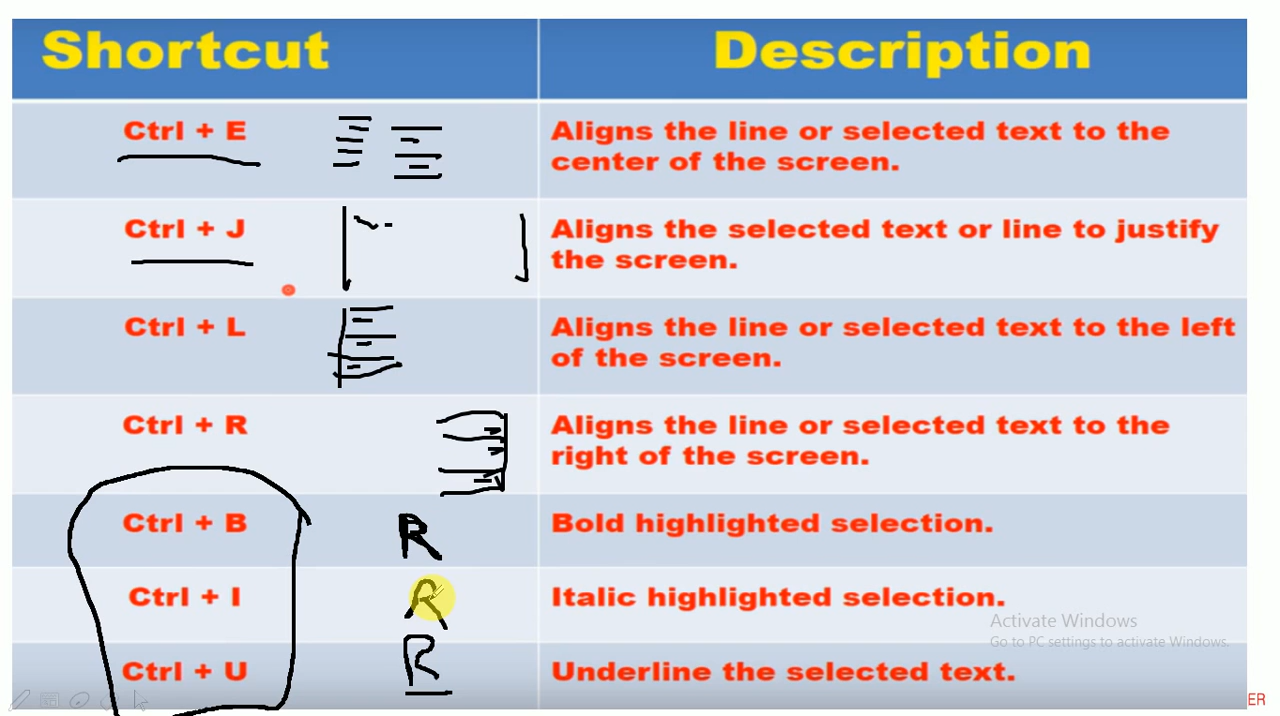 Shortcut Description
Ctrl + E Aligns the line or selected text to the
center of the screen.
Ctrl + J Aligns the selected text or line to justify
the screen.
Ctrl + L Aligns the line or selected text to the left
of the screen.
Ctrl + R Aligns the line or selected text to the
right of the screen.
Ctrl + B R Bold highlighted selection.
Ctrl + I R Italic highlighted selection.
Activate Windows
Go to PC settings to activate Windows.
Ctrl + U R Underline the selected text.
ER